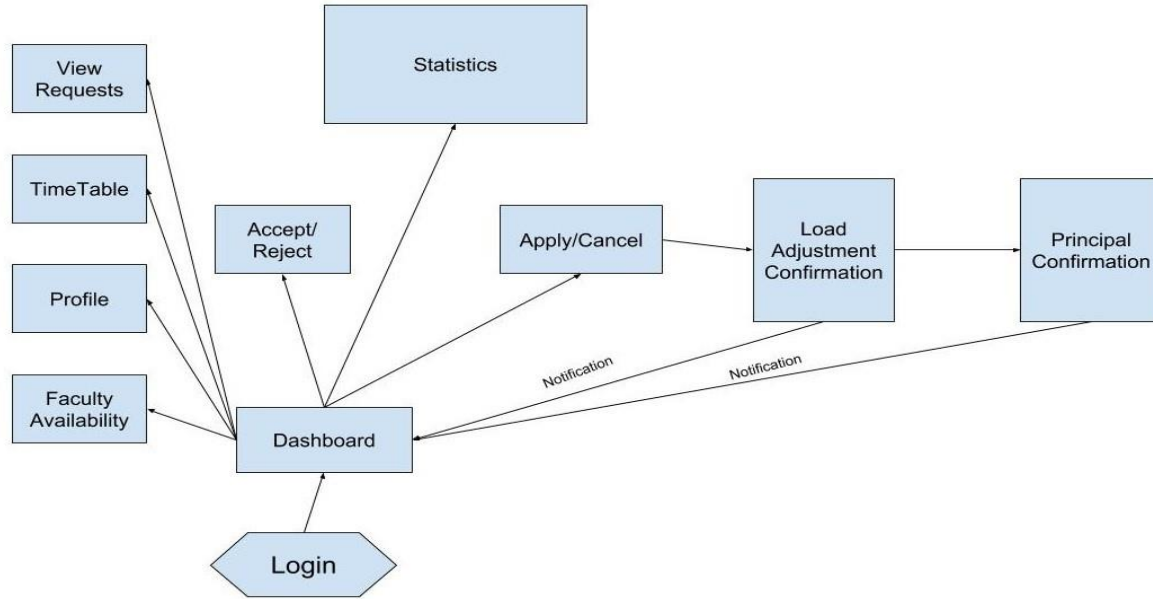 Statistics
View
Requests
TimeTable
Accept/
Reject
Apply/Cancel
Load
Adjustment
Confirmation
Principal
Confirmation
Profile
Notification
Notification
Faculty
Availability
Dashboard
Login